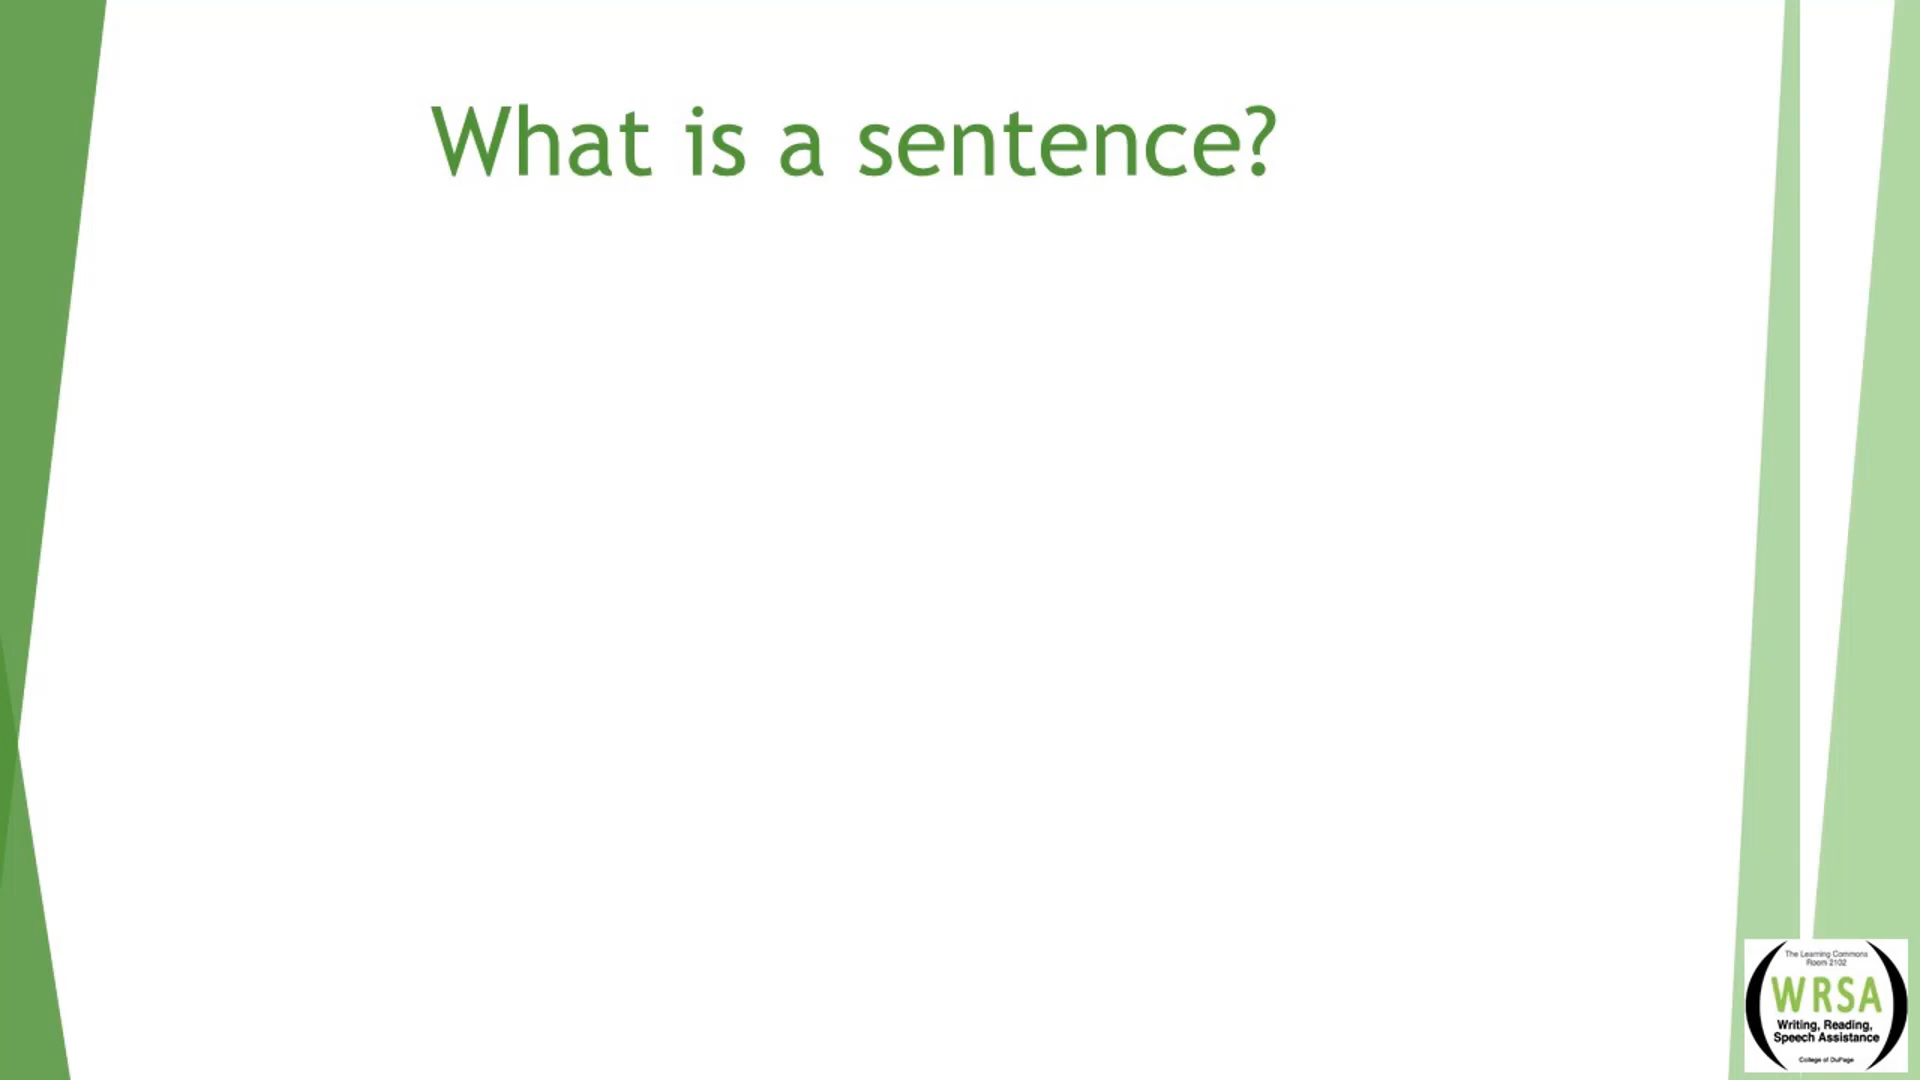 What is a sentence?
The Learning Commons
Room 2102
WRSA
Writing, Reading,
Speech Assistance
College of DuPage